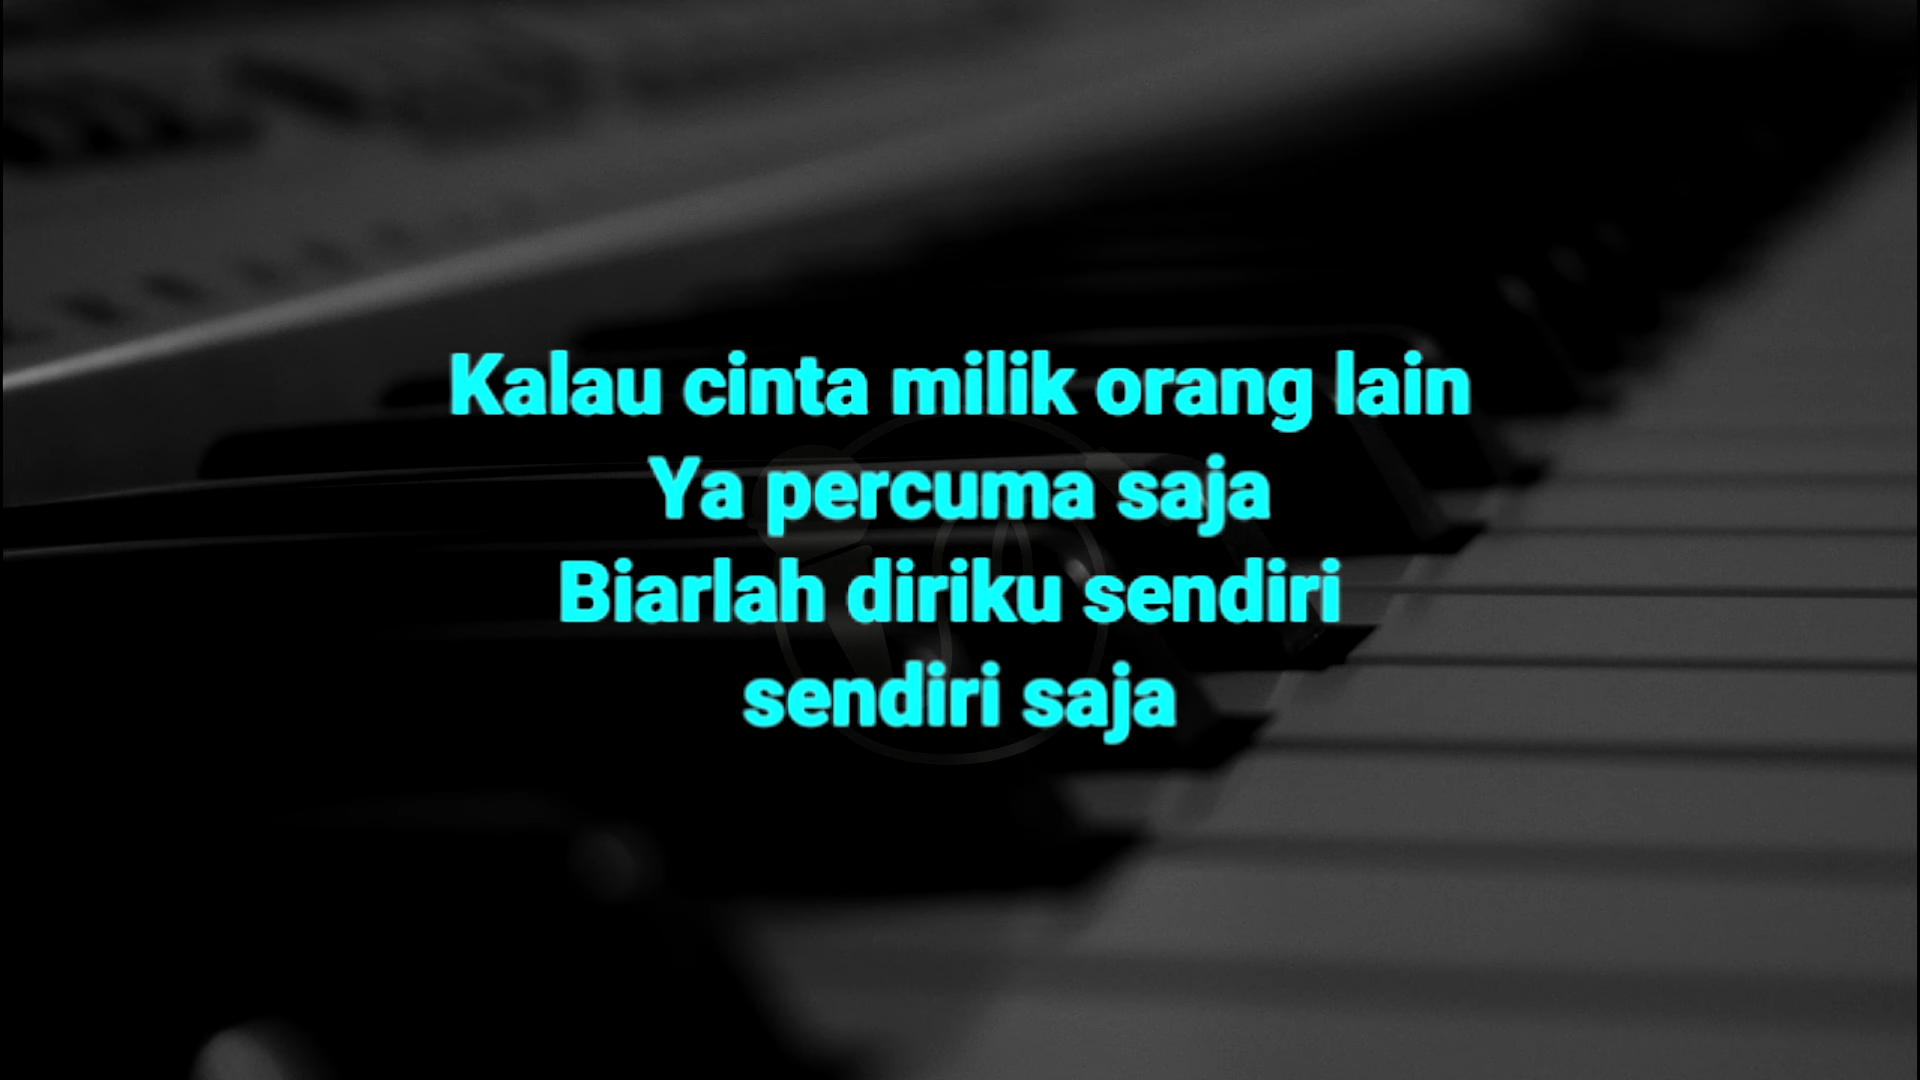 Kalau cinta milik orang lain
Ya percuma saja
Biarlah diriku sendiri
sendiri saja